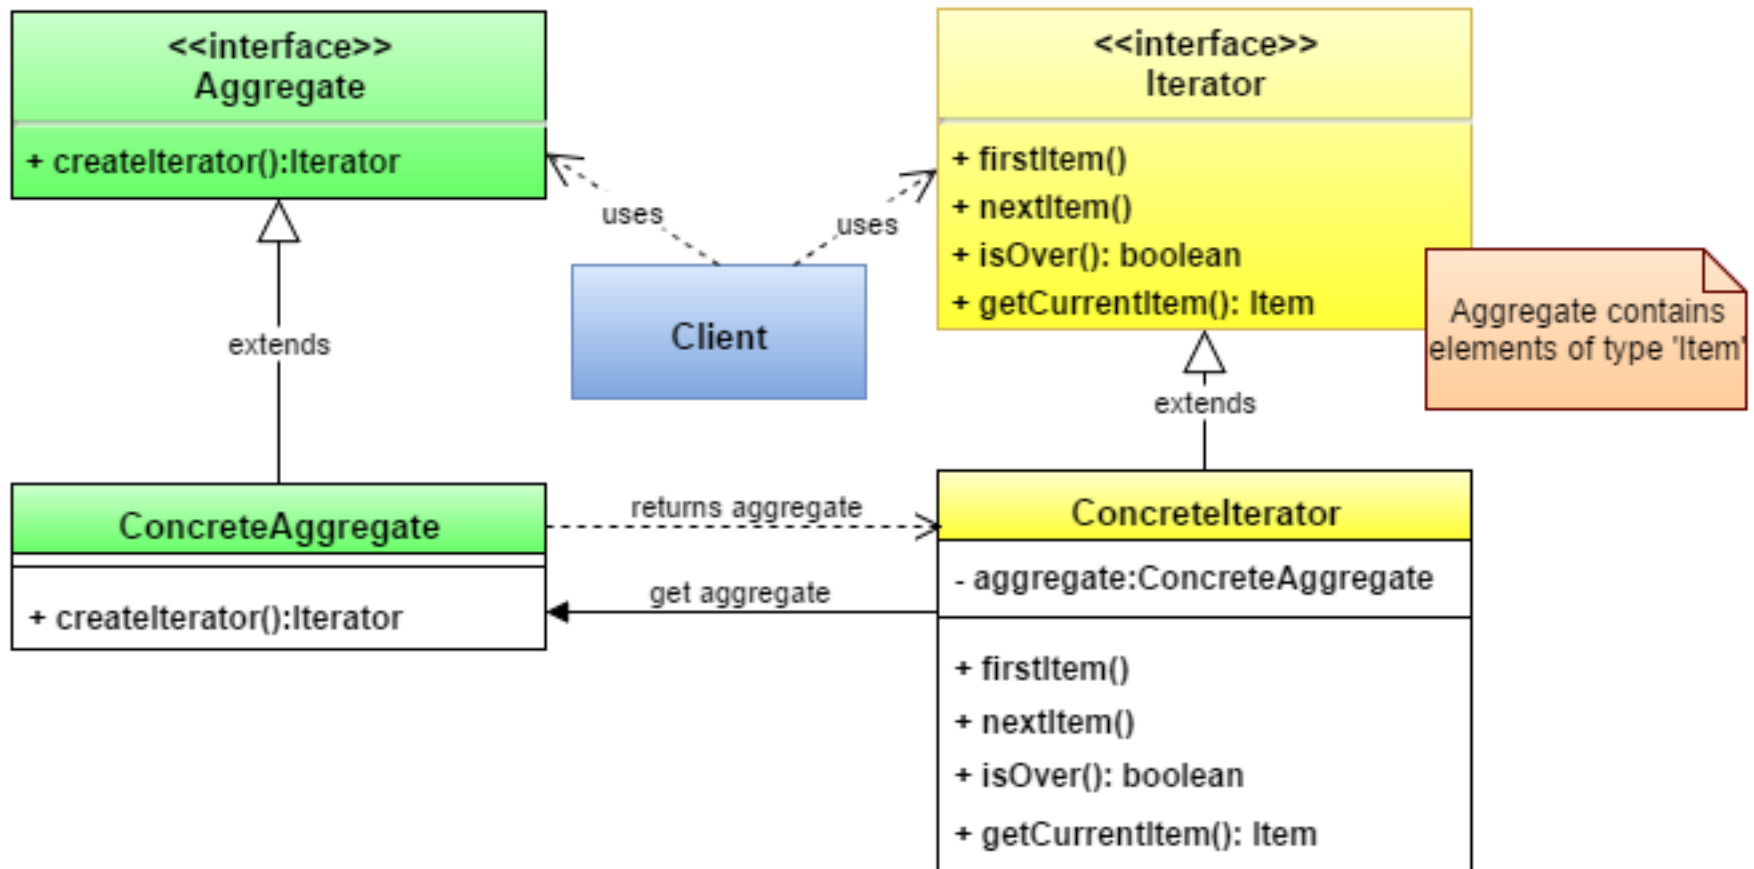 <<interface>>
Aggregate
+ createIterator():Iterator
<<interface>>
Iterator
+ firstItem()
+ nextItem()
+ isOver(): boolean
+ getCurrentItem(): Item
uses
uses
Client
Aggregate contains
elements of type 'Item'
extends
extends
ConcreteAggregate
+ createIterator():Iterator
returns aggregate
get aggregate
ConcreteIterator
- aggregate:ConcreteAggregate
+ firstItem()
+ nextItem()
+ isOver(): boolean
+ getCurrentItem(): Item